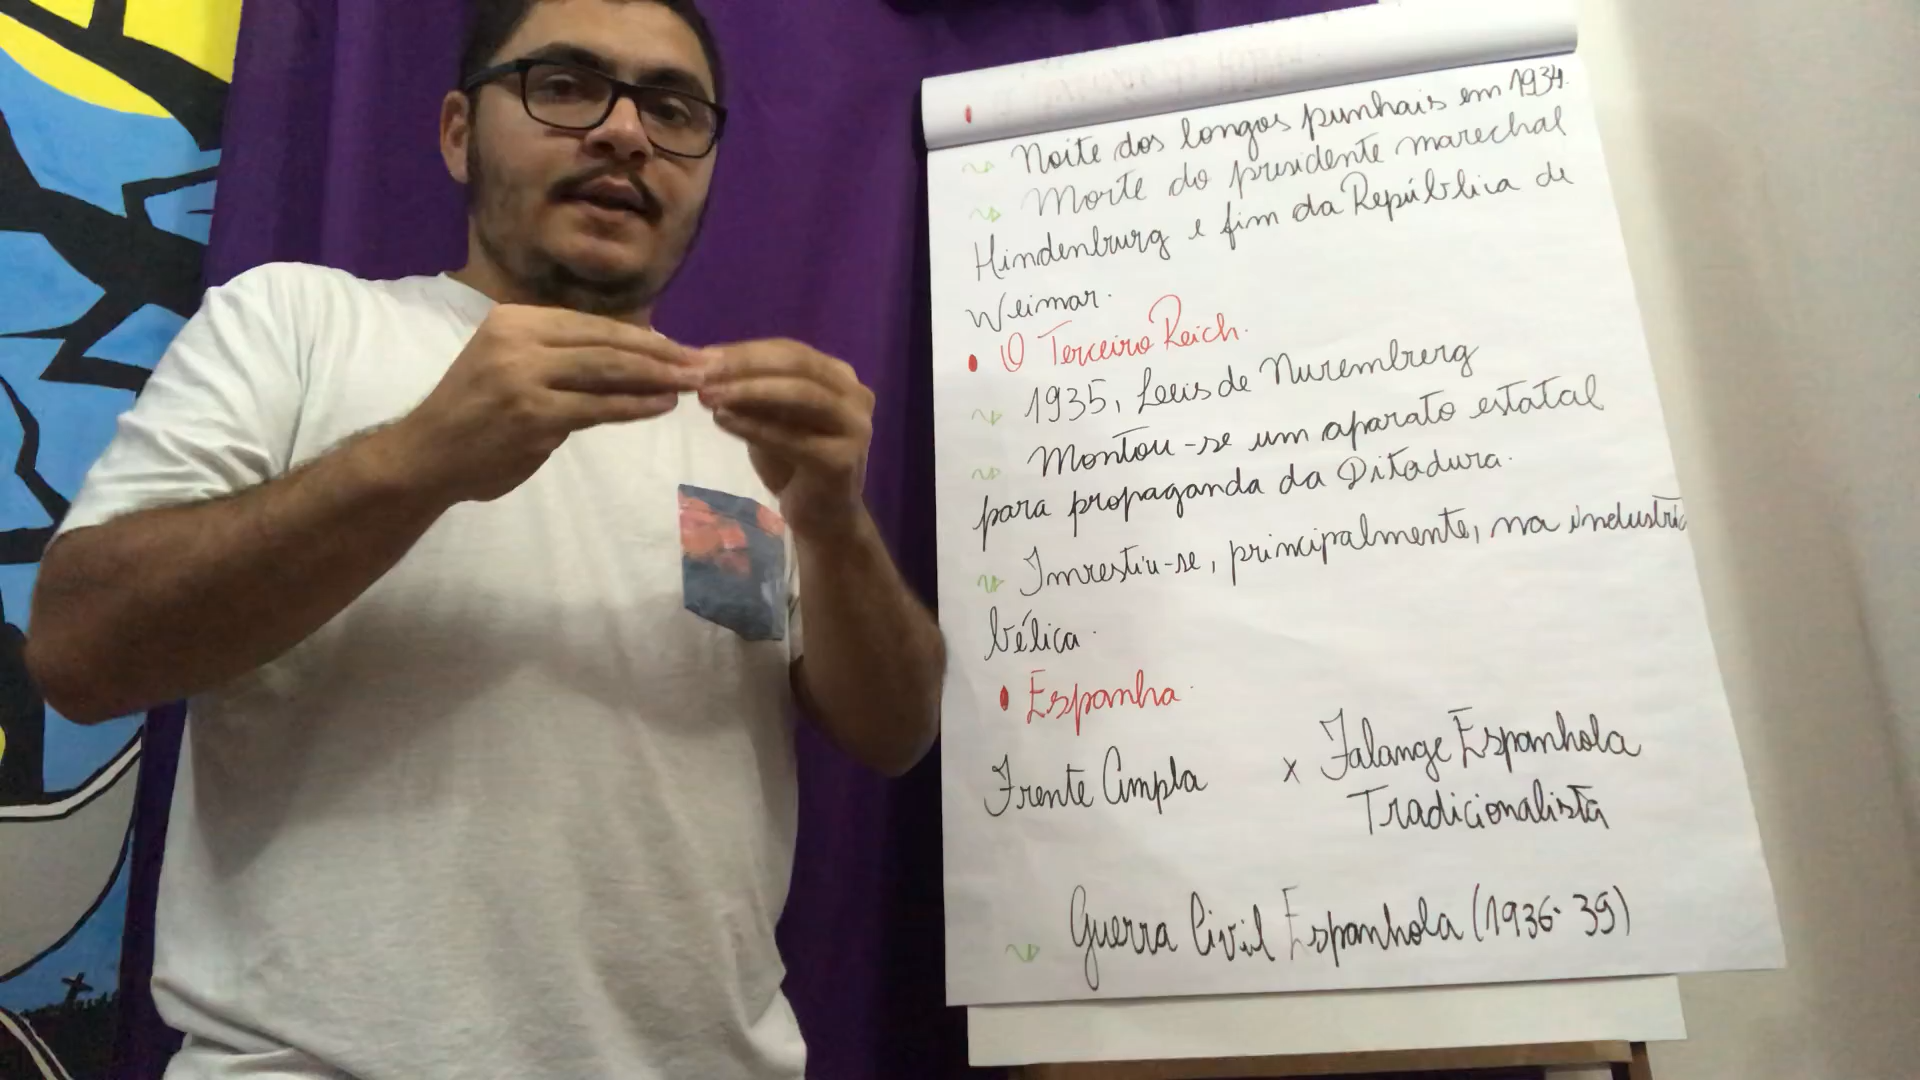 Noite dos longos punhais em 1934.
Morte do presidente marechal
Hindenburg e fim da República de
Weimar.
• O Terceiro Reich.
1935, Leis de Nuremberg
Montou-se um aparato estatal
para propaganda da Ditadura.
Investiu-se, principalmente, na industria
bélica.
• Espanha.
Frente Ampla x Falange Espanhola
Tradicionalista
Guerra Civil Espanhola (1936-39)